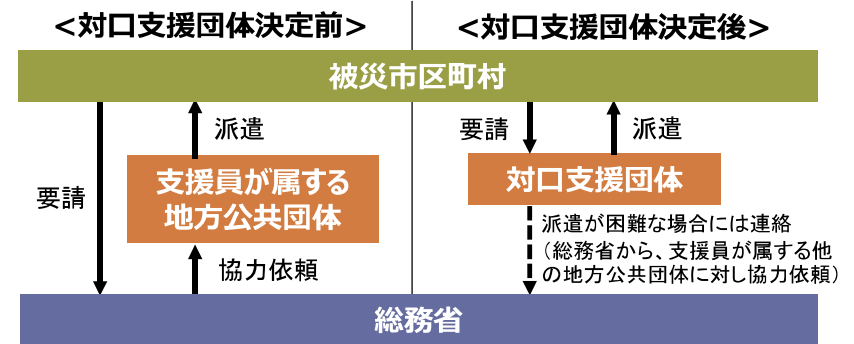 <対口支援団体決定前>
<対口支援団体決定後>
被災市区町村
派遣
要請
支援員が属する
地方公共団体
協力依頼
要請
派遣
対口支援団体
派遣が困難な場合には連絡
（総務省から、支援員が属する他
の地方公共団体に対し協力依頼）
総務省